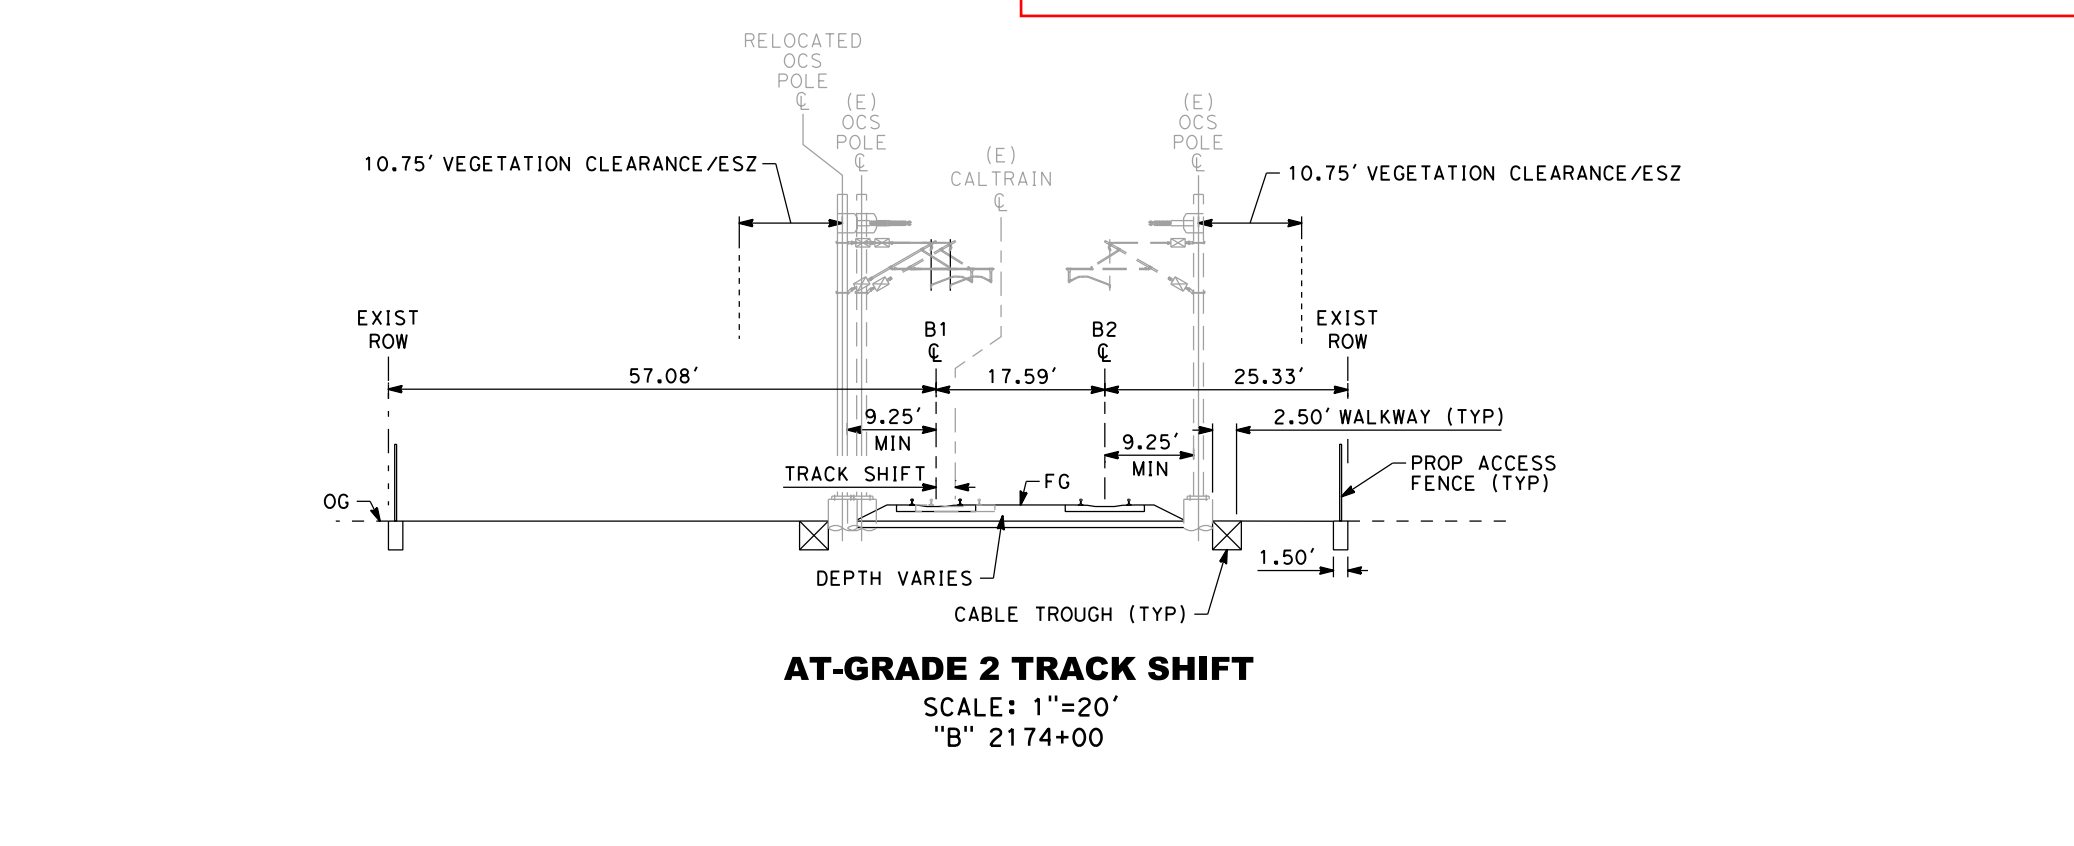 RELOCATED
OCS
POLE
℄
(E)
OCS
POLE
℄
(E)
OCS
POLE
℄
(E)
CALTRAIN
℄
10.75' VEGETATION CLEARANCE/ESZ
10.75' VEGETATION CLEARANCE/ESZ
EXIST
ROW
B1
℄
B2
℄
EXIST
ROW
57.08'
17.59'
25.33'
9.25'
MIN
2.50' WALKWAY (TYP)
9.25'
MIN
TRACK SHIFT
FG
PROP ACCESS
FENCE (TYP)
OG
1.50'
DEPTH VARIES
CABLE TROUGH (TYP)
AT-GRADE 2 TRACK SHIFT
SCALE: 1"=20'
"B" 2174+00